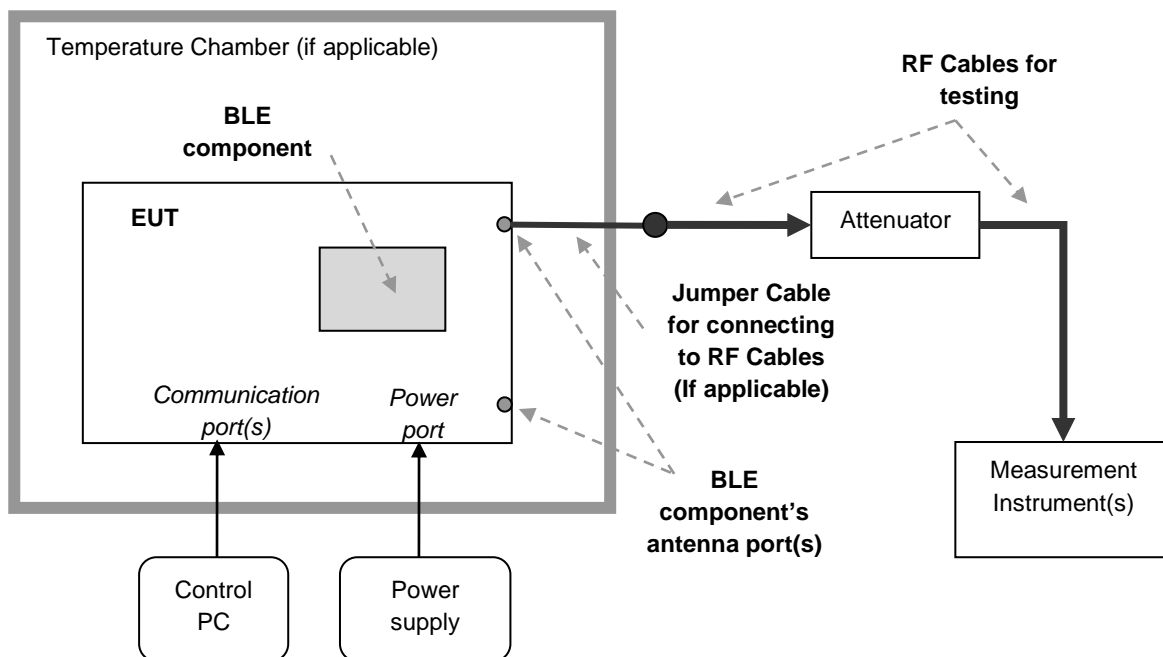 Temperature Chamber (if applicable)
RF Cables for
testing
BLE
component
EUT
Attenuator
Jumper Cable
for connecting
to RF Cables
(If applicable)
Communication
port(s)
Power
port
BLE
component’s
antenna port(s)
Measurement
Instrument(s)
Control
PC
Power
supply